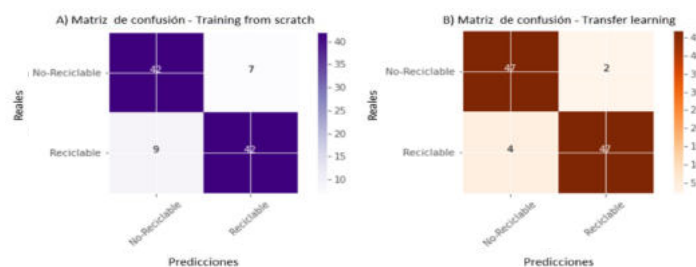 A) Matriz de confusión - Training from scratch
No-Reciclable
Reciclable
Reales
42
7
9
42
40
35
30
25
20
15
10
No-Reciclable
Reciclable
Predicciones
B) Matriz de confusión - Transfer learning
No-Reciclable
Reciclable
Reales
47
2
4
47
5
No-Reciclable
Reciclable
Predicciones